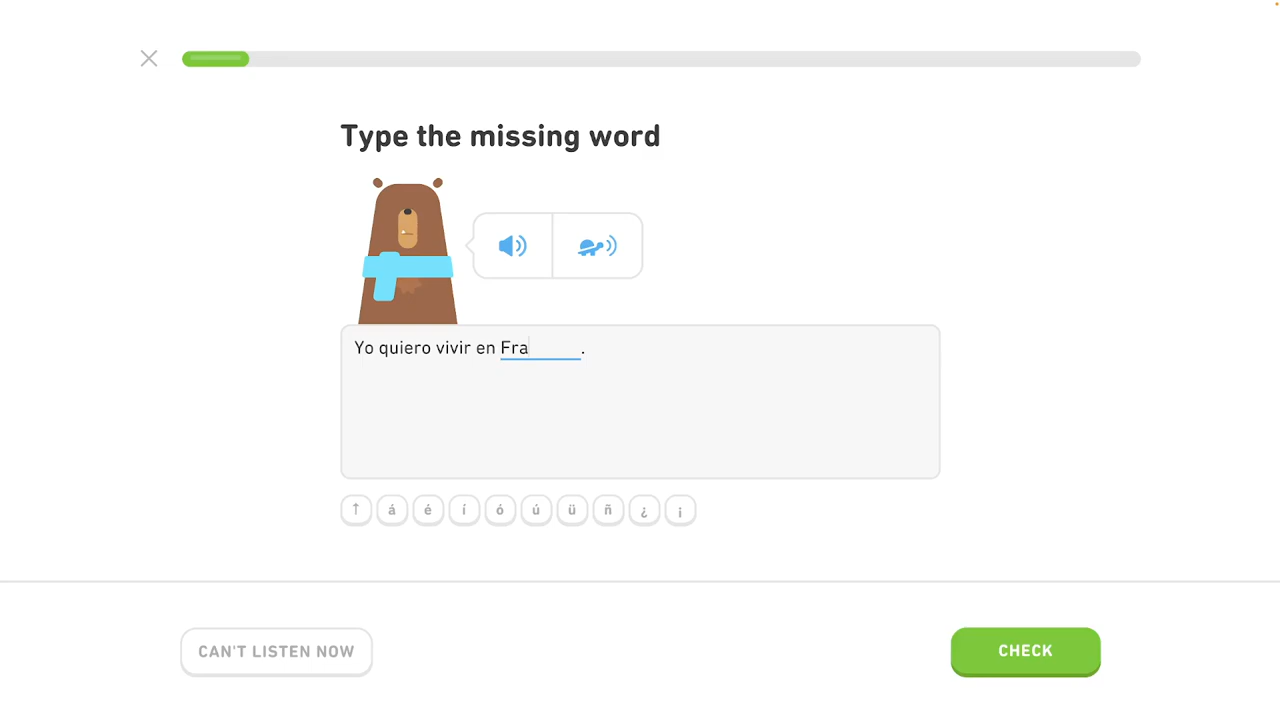 Type the missing word
Yo quiero vivir en Fra.
↑ á é í ó ú ü ñ ¿ ¡
CAN'T LISTEN NOW
CHECK